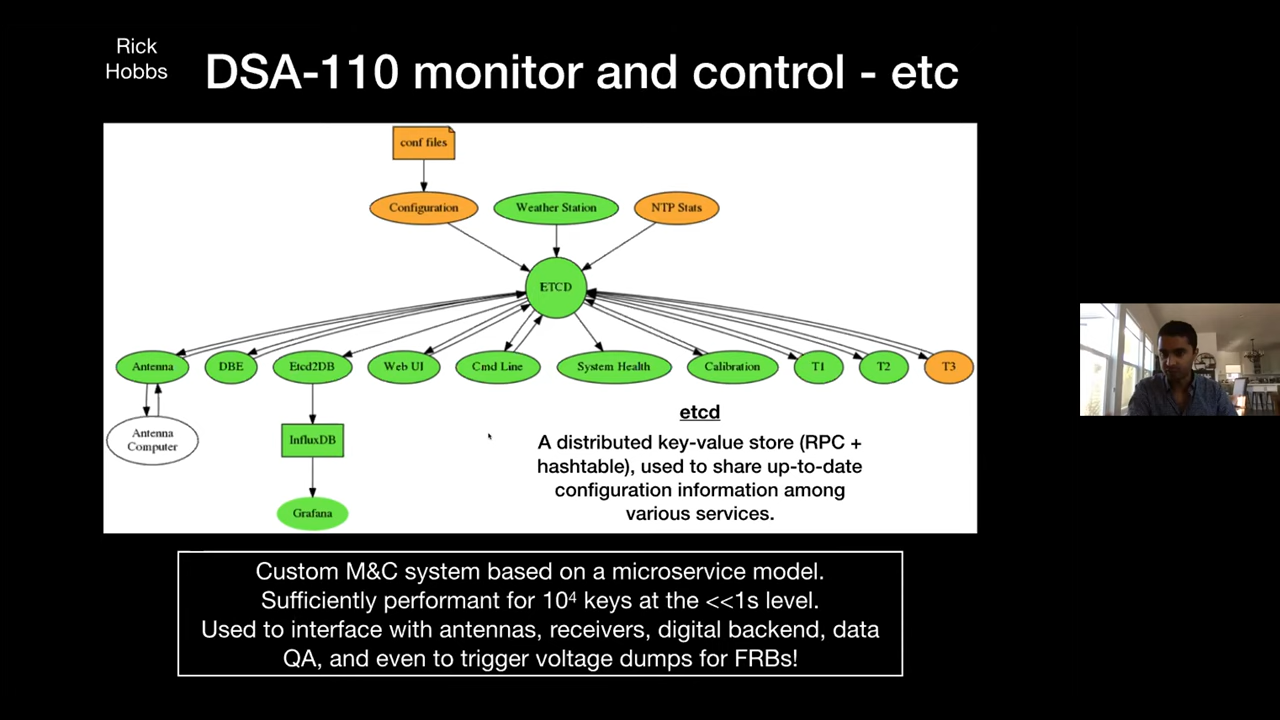 Rick
Hobbs
DSA-110 monitor and control - etc
conf files
Configuration
Weather Station
NTP Stats
ETCD
Antenna
DBE
Etcd2DB
Web UI
Cmd Line
System Health
Calibration
T1
T2
T3
Antenna
Computer
InfluxDB
Grafana
etcd
A distributed key-value store (RPC +
hashtable), used to share up-to-date
configuration information among
various services.
Custom M&C system based on a microservice model.
Sufficiently performant for 10⁴ keys at the <<1s level.
Used to interface with antennas, receivers, digital backend, data
QA, and even to trigger voltage dumps for FRBs!